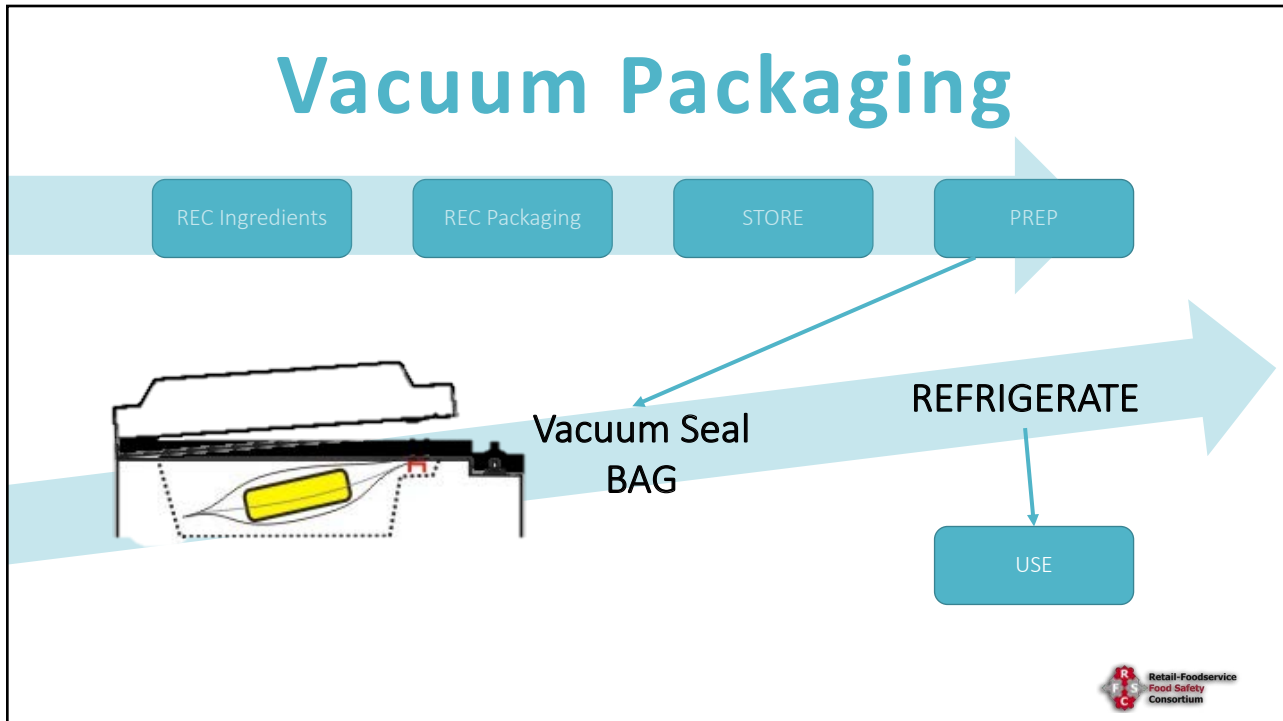 Vacuum Packaging
REC Ingredients
REC Packaging
STORE
PREP
Vacuum Seal
BAG
REFRIGERATE
USE
R
F S
C
Retail-Foodservice
Food Safety
Consortium